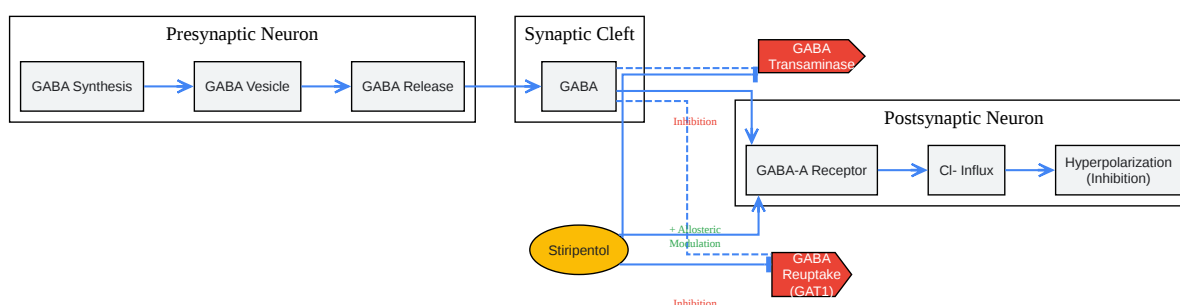 Presynaptic Neuron
GABA Synthesis
GABA Vesicle
GABA Release
Synaptic Cleft
GABA
GABA
Transaminase
Inhibition
Postsynaptic Neuron
GABA-A Receptor
Cl- Influx
Hyperpolarization
(Inhibition)
Stiripentol
+ Allosteric
Modulation
GABA
Reuptake
(GAT1)
Inhibition